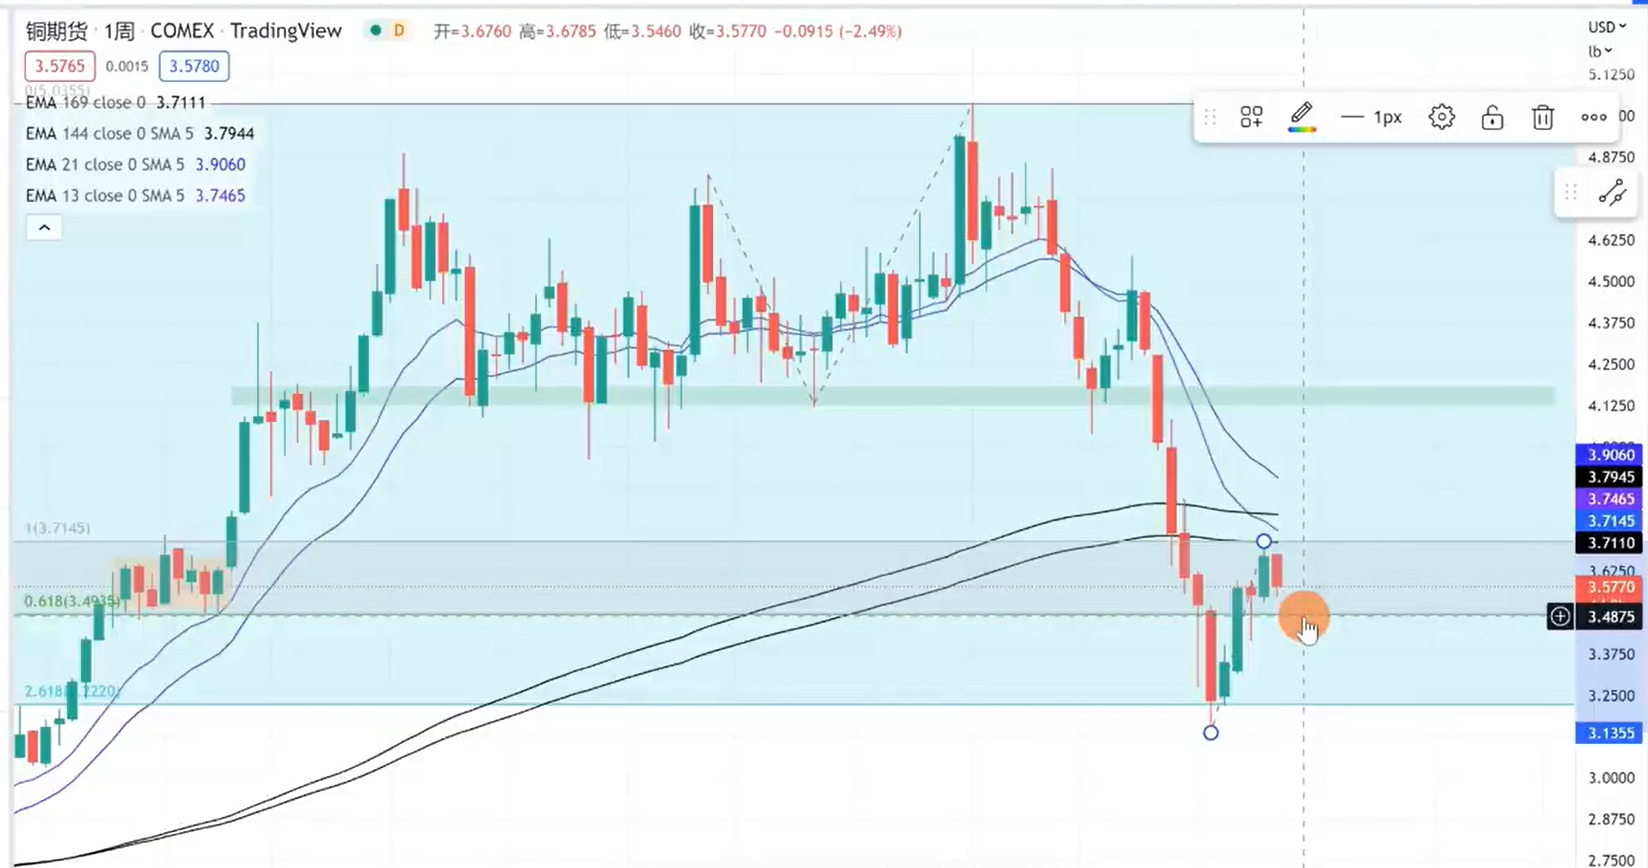 铜期货 · 1周 · COMEX · TradingView D 开=3.6760 高=3.6785 低=3.5460 收=3.5770 −0.0915 (−2.49%)
3.5765 0.0015 3.5780
0(5.0355)
EMA 169 close 0 3.7111
EMA 144 close 0 SMA 5 3.7944
EMA 21 close 0 SMA 5 3.9060
EMA 13 close 0 SMA 5 3.7465
1px
USD
lb
5.1250
4.8750
4.6250
4.5000
4.3750
4.2500
4.1250
3.9060
3.7945
3.7465
3.7145
3.7110
3.6250
3.5770
3.4875
3.3750
3.2500
3.1355
3.0000
2.8750
2.7500
1(3.7145)
0.618(3.4935)